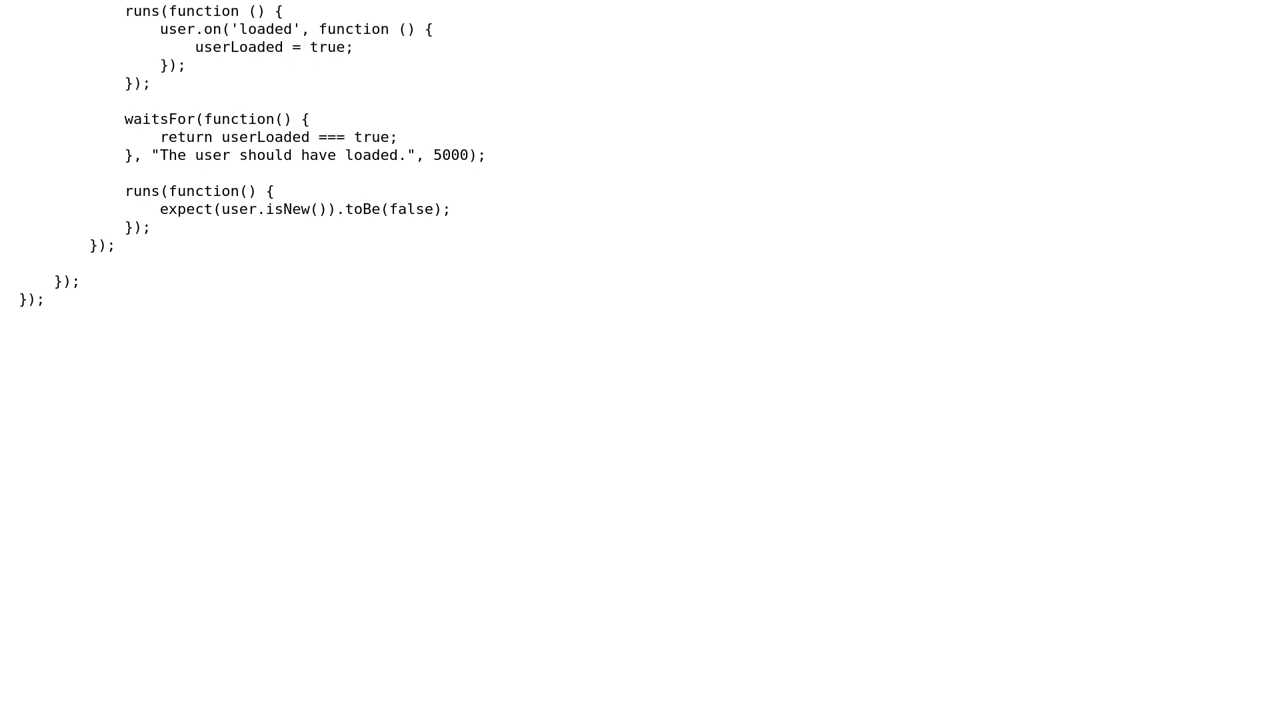 runs(function () {
                user.on('loaded', function () {
                    userLoaded = true;
                });
            });

            waitsFor(function() {
                return userLoaded === true;
            }, "The user should have loaded.", 5000);

            runs(function() {
                expect(user.isNew()).toBe(false);
            });
        });

    });
});